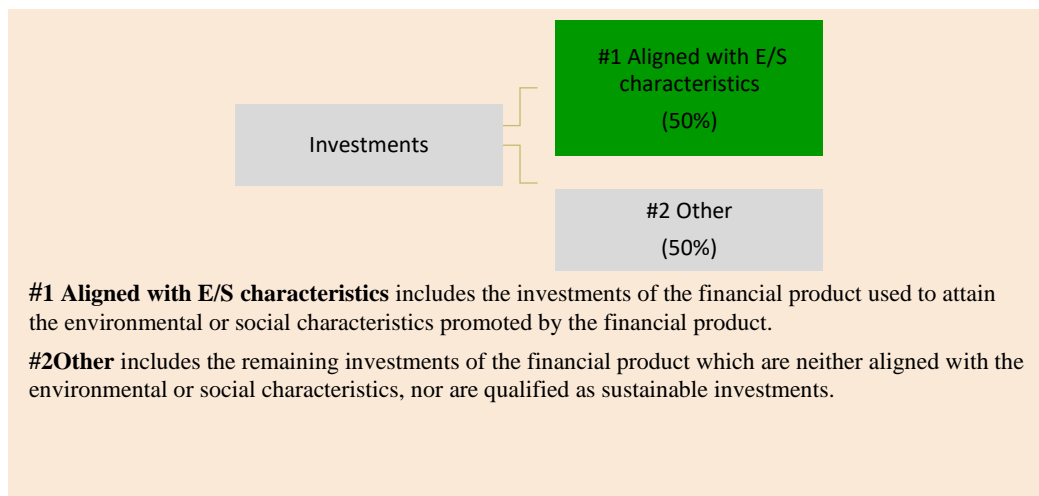 #1 Aligned with E/S
characteristics
(50%)
Investments
#2 Other
(50%)
#1 Aligned with E/S characteristics includes the investments of the financial product used to attain
the environmental or social characteristics promoted by the financial product.
#2Other includes the remaining investments of the financial product which are neither aligned with the
environmental or social characteristics, nor are qualified as sustainable investments.